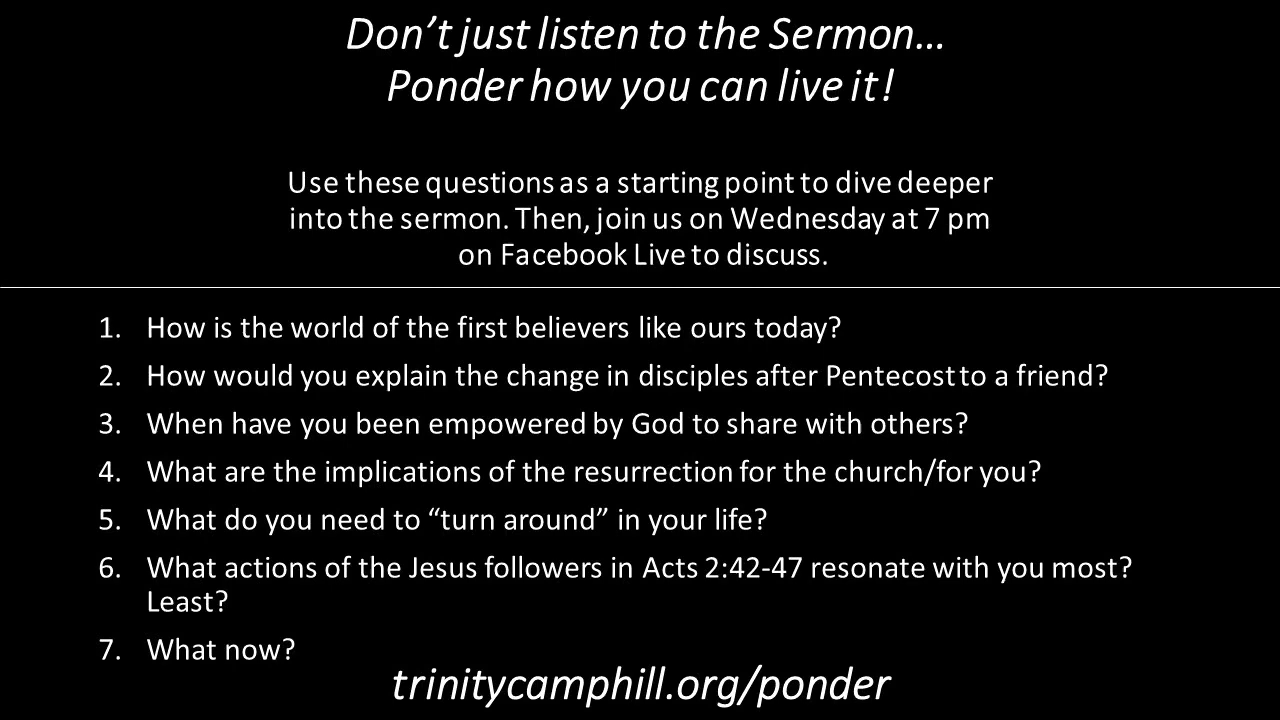 Don’t just listen to the Sermon…
Ponder how you can live it!
Use these questions as a starting point to dive deeper
into the sermon. Then, join us on Wednesday at 7 pm
on Facebook Live to discuss.
1. How is the world of the first believers like ours today?
2. How would you explain the change in disciples after Pentecost to a friend?
3. When have you been empowered by God to share with others?
4. What are the implications of the resurrection for the church/for you?
5. What do you need to “turn around” in your life?
6. What actions of the Jesus followers in Acts 2:42-47 resonate with you most?
Least?
7. What now?
trinitycamphill.org/ponder